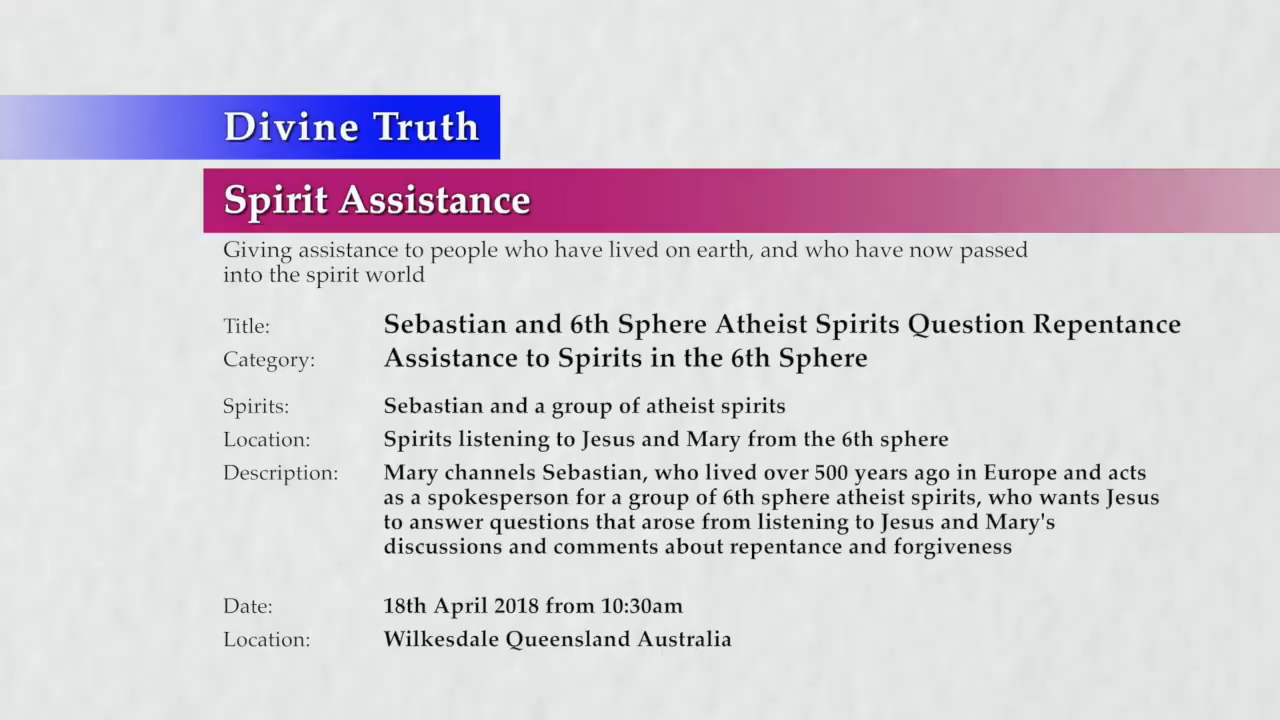 Divine Truth
Spirit Assistance
Giving assistance to people who have lived on earth, and who have now passed
into the spirit world
Title: Sebastian and 6th Sphere Atheist Spirits Question Repentance
Category: Assistance to Spirits in the 6th Sphere
Spirits: Sebastian and a group of atheist spirits
Location: Spirits listening to Jesus and Mary from the 6th sphere
Description: Mary channels Sebastian, who lived over 500 years ago in Europe and acts
as a spokesperson for a group of 6th sphere atheist spirits, who wants Jesus
to answer questions that arose from listening to Jesus and Mary's
discussions and comments about repentance and forgiveness
Date: 18th April 2018 from 10:30am
Location: Wilkesdale Queensland Australia